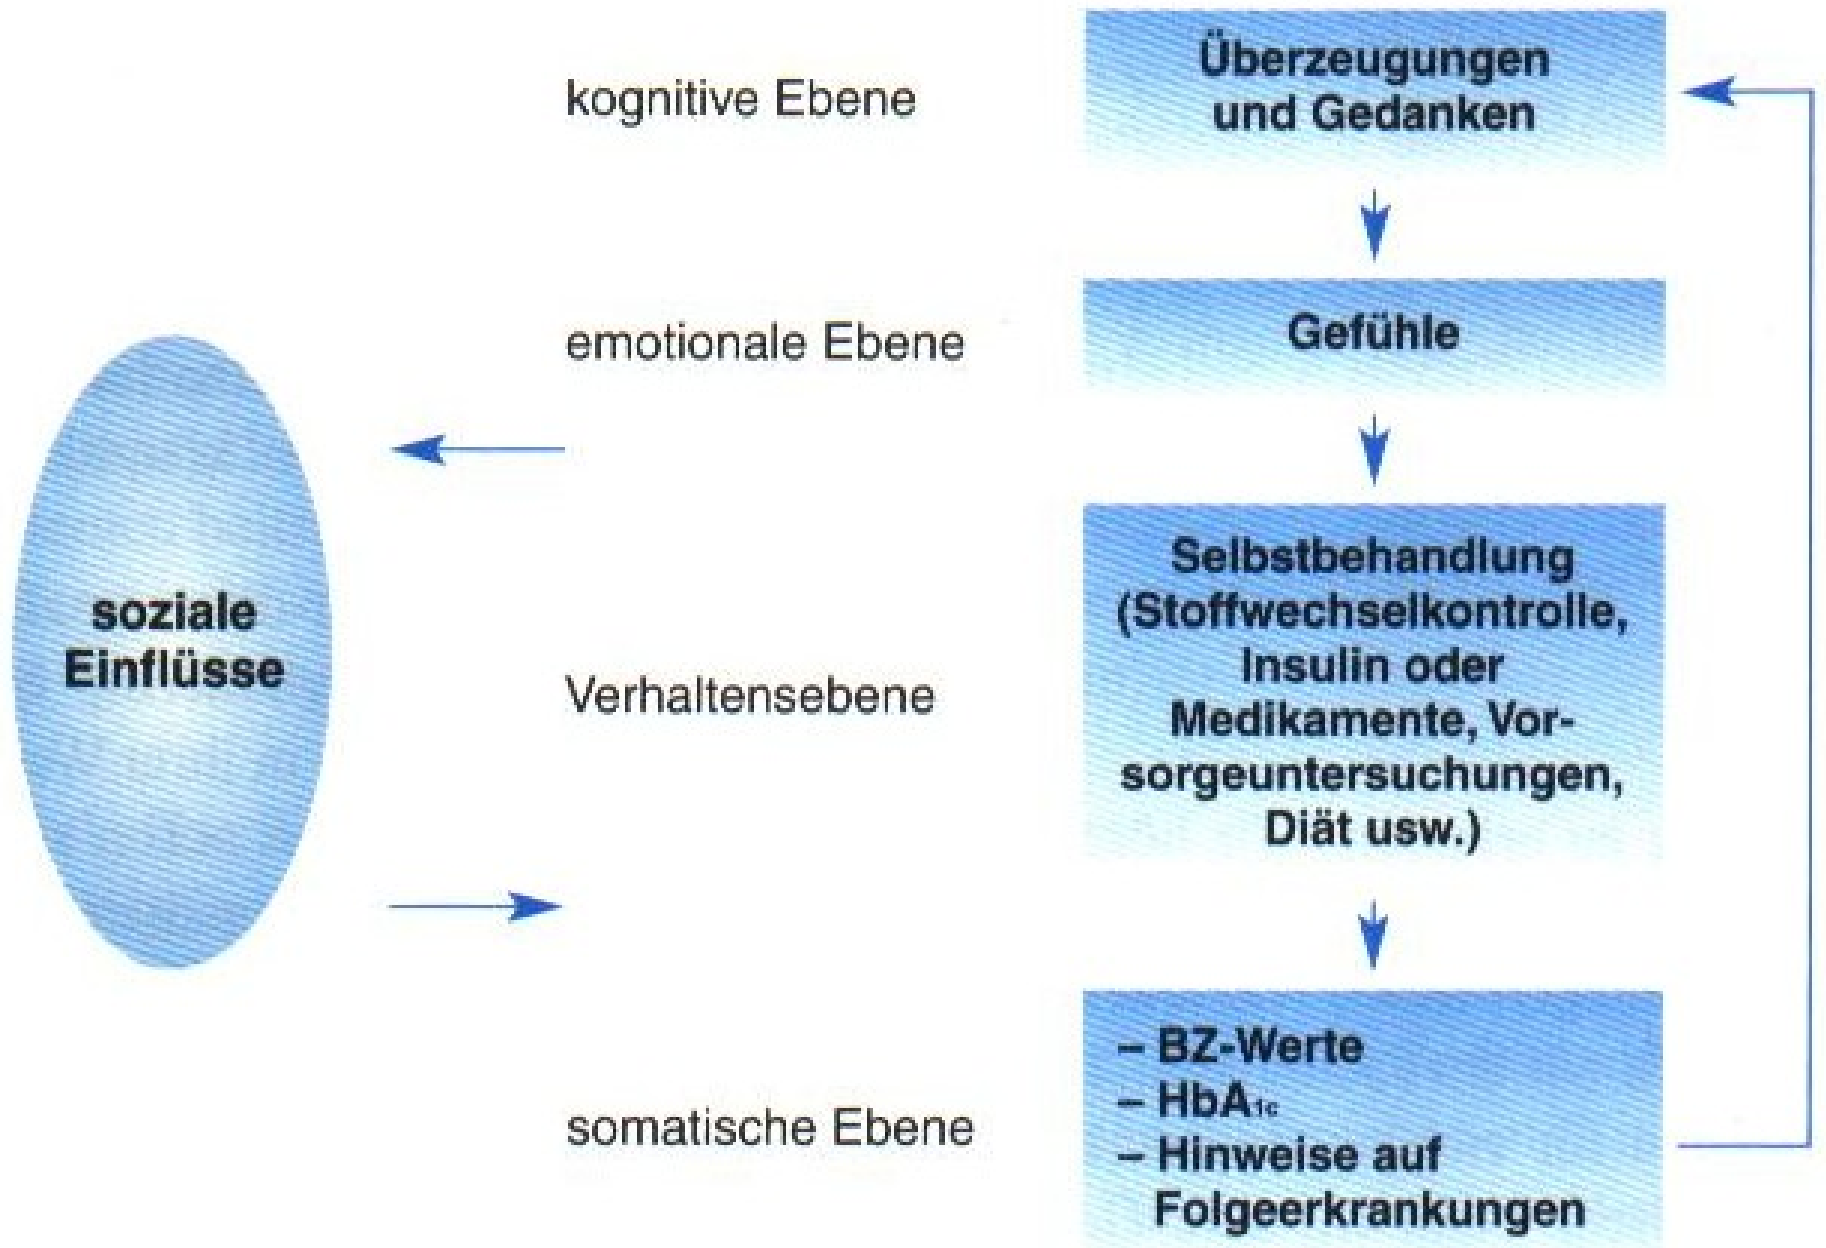 kognitive Ebene
Überzeugungen
und Gedanken
emotionale Ebene
Gefühle
soziale
Einflüsse
Verhaltensebene
Selbstbehandlung
(Stoffwechselkontrolle,
Insulin oder
Medikamente, Vor-
sorgeuntersuchungen,
Diät usw.)
somatische Ebene
– BZ-Werte
– HbA1c
– Hinweise auf
Folgeerkrankungen